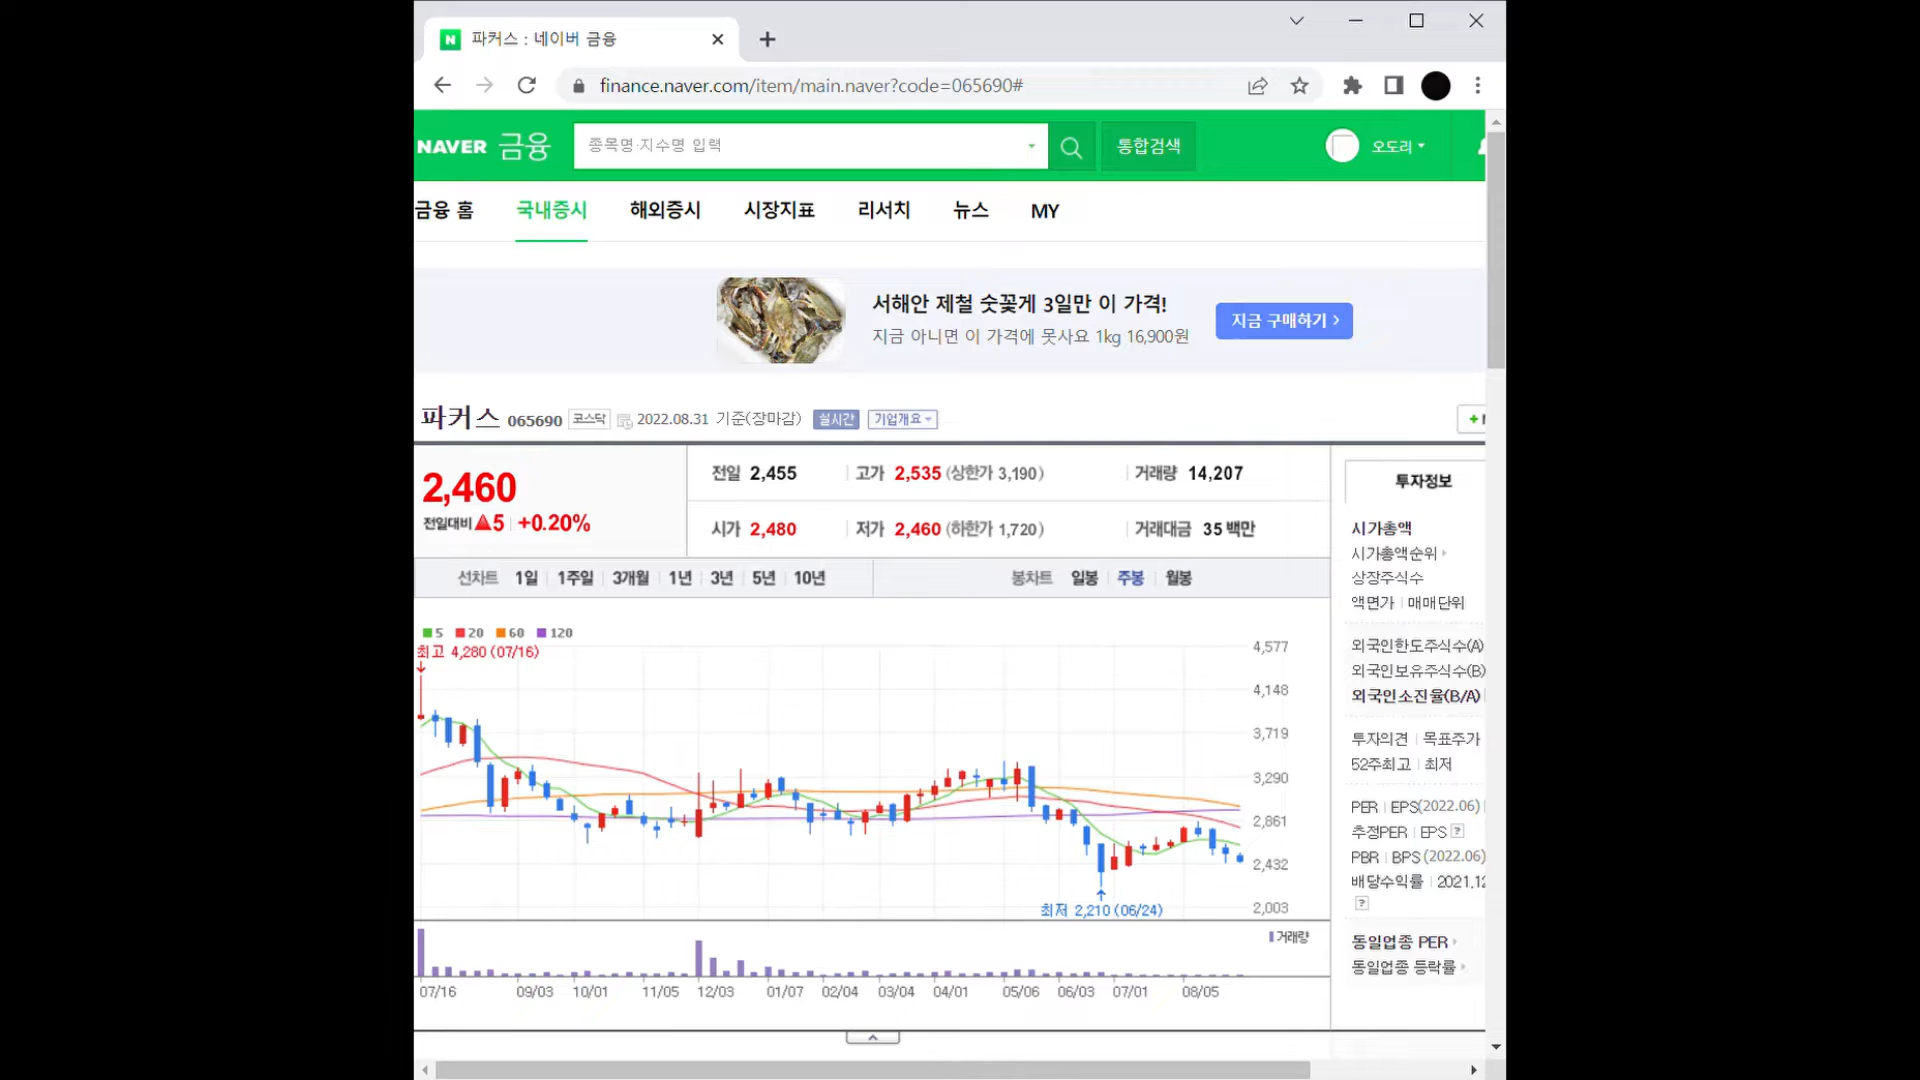 파커스 : 네이버 금융
finance.naver.com/item/main.naver?code=065690#
NAVER 금융
종목명·지수명 입력
통합검색
오도리
금융 홈 국내증시 해외증시 시장지표 리서치 뉴스 MY
서해안 제철 숫꽃게 3일만 이 가격!
지금 아니면 이 가격에 못사요 1kg 16,900원
지금 구매하기 >
파커스 065690 코스닥 2022.08.31 기준(장마감) 실시간 기업개요
2,460
전일대비 5 +0.20%
전일 2,455 고가 2,535 (상한가 3,190) 거래량 14,207
시가 2,480 저가 2,460 (하한가 1,720) 거래대금 35 백만
선차트 1일 1주일 3개월 1년 3년 5년 10년 봉차트 일봉 주봉 월봉
5 20 60 120
최고 4,280 (07/16)
4,577
4,148
3,719
3,290
2,861
2,432
2,003
최저 2,210 (06/24)
거래량
07/16 09/03 10/01 11/05 12/03 01/07 02/04 03/04 04/01 05/06 06/03 07/01 08/05
투자정보
시가총액
시가총액순위
상장주식수
액면가 매매단위
외국인한도주식수(A)
외국인보유주식수(B)
외국인소진율(B/A)
투자의견 목표주가
52주최고 최저
PER EPS(2022.06)
추정PER EPS ?
PBR BPS (2022.06)
배당수익률 2021.12
?
동일업종 PER
동일업종 등락률